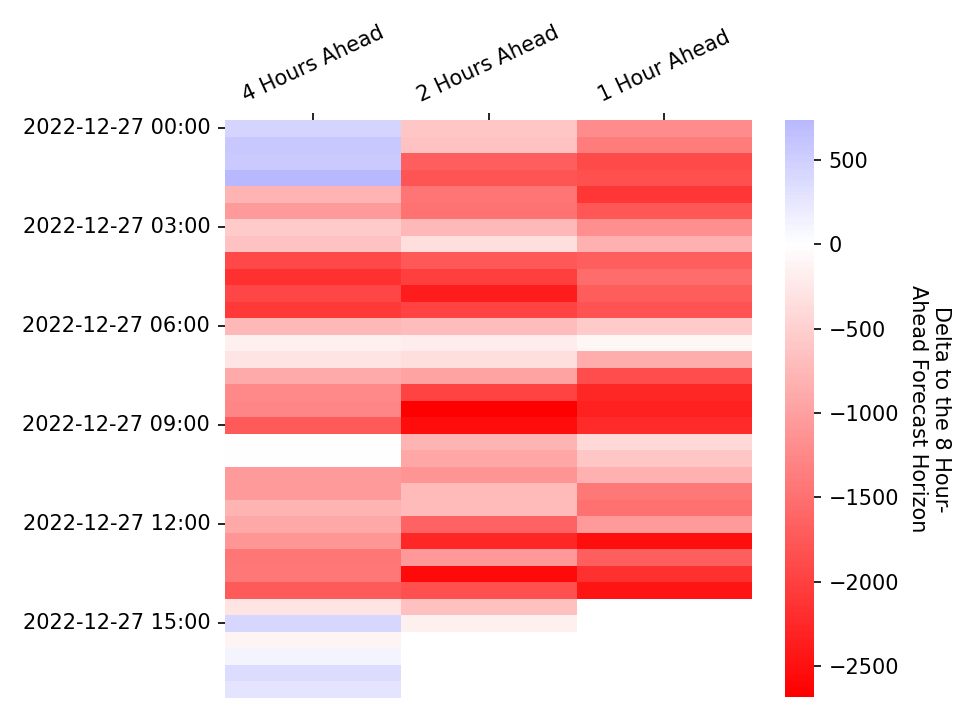 4 Hours Ahead
2 Hours Ahead
1 Hour Ahead
2022-12-27 00:00
2022-12-27 03:00
2022-12-27 06:00
2022-12-27 09:00
2022-12-27 12:00
2022-12-27 15:00
500
0
−500
−1000
−1500
−2000
−2500
Delta to the 8 Hour-
Ahead Forecast Horizon